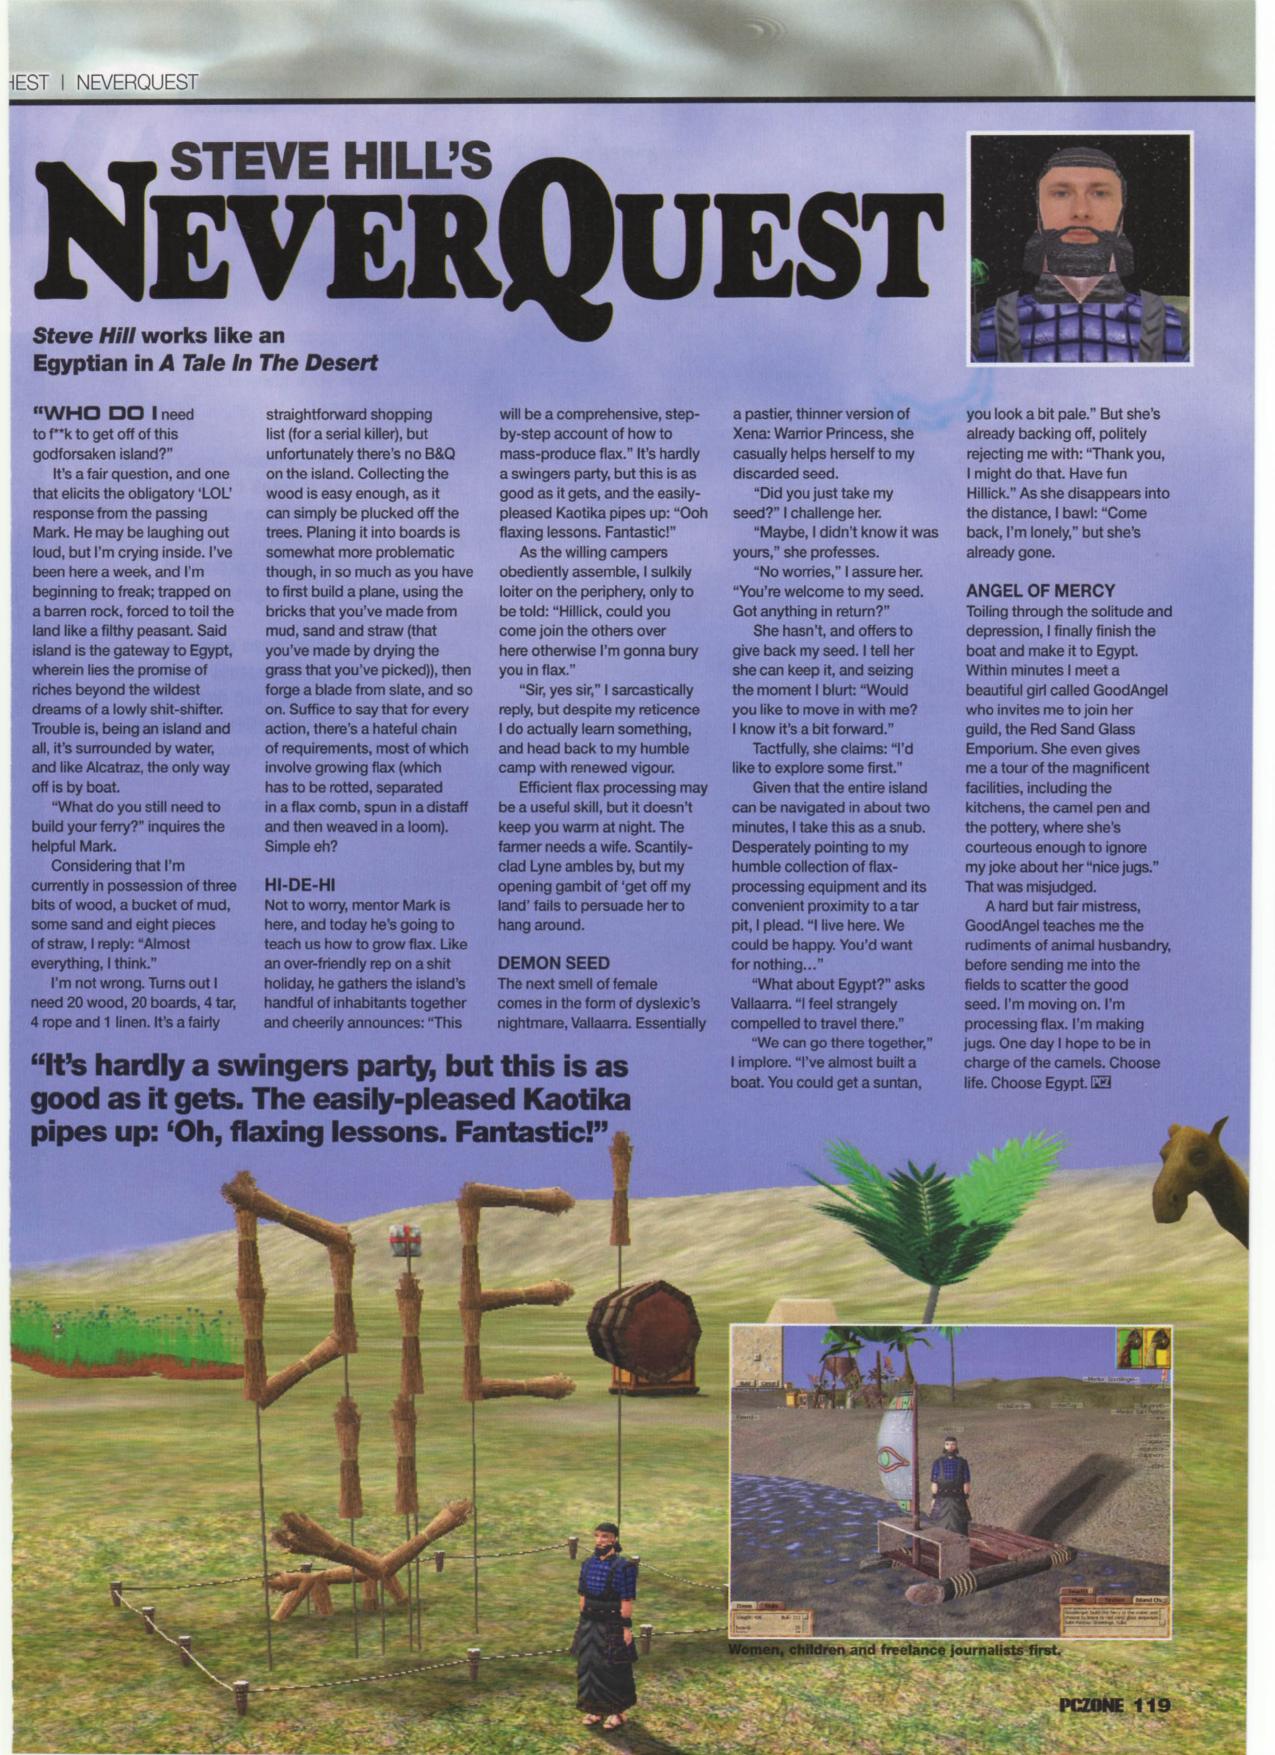 HEST | NEVERQUEST
STEVE HILL'S
NEVERQUEST
Steve Hill works like an
Egyptian in A Tale In The Desert
"WHO DO I need
to f**k to get off of this
godforsaken island?"
It's a fair question, and one
that elicits the obligatory 'LOL'
response from the passing
Mark. He may be laughing out
loud, but I'm crying inside. I've
been here a week, and I'm
beginning to freak; trapped on
a barren rock, forced to toil the
land like a filthy peasant. Said
island is the gateway to Egypt,
wherein lies the promise of
riches beyond the wildest
dreams of a lowly shit-shifter.
Trouble is, being an island and
all, it's surrounded by water,
and like Alcatraz, the only way
off is by boat.
"What do you still need to
build your ferry?" inquires the
helpful Mark.
Considering that I'm
currently in possession of three
bits of wood, a bucket of mud,
some sand and eight pieces
of straw, I reply: "Almost
everything, I think."
I'm not wrong. Turns out I
need 20 wood, 20 boards, 4 tar,
4 rope and 1 linen. It's a fairly
straightforward shopping
list (for a serial killer), but
unfortunately there's no B&Q
on the island. Collecting the
wood is easy enough, as it
can simply be plucked off the
trees. Planing it into boards is
somewhat more problematic
though, in so much as you have
to first build a plane, using the
bricks that you've made from
mud, sand and straw (that
you've made by drying the
grass that you've picked)), then
forge a blade from slate, and so
on. Suffice to say that for every
action, there's a hateful chain
of requirements, most of which
involve growing flax (which
has to be rotted, separated
in a flax comb, spun in a distaff
and then weaved in a loom).
Simple eh?
HI-DE-HI
Not to worry, mentor Mark is
here, and today he's going to
teach us how to grow flax. Like
an over-friendly rep on a shit
holiday, he gathers the island's
handful of inhabitants together
and cheerily announces: "This
will be a comprehensive, step-
by-step account of how to
mass-produce flax." It's hardly
a swingers party, but this is as
good as it gets, and the easily-
pleased Kaotika pipes up: "Ooh
flaxing lessons. Fantastic!"
As the willing campers
obediently assemble, I sulkily
loiter on the periphery, only to
be told: "Hillick, could you
come join the others over
here otherwise I'm gonna bury
you in flax."
"Sir, yes sir," I sarcastically
reply, but despite my reticence
I do actually learn something,
and head back to my humble
camp with renewed vigour.
Efficient flax processing may
be a useful skill, but it doesn't
keep you warm at night. The
farmer needs a wife. Scantily-
clad Lyne ambles by, but my
opening gambit of 'get off my
land' fails to persuade her to
hang around.
DEMON SEED
The next smell of female
comes in the form of dyslexic's
nightmare, Vallaarra. Essentially
a pastier, thinner version of
Xena: Warrior Princess, she
casually helps herself to my
discarded seed.
"Did you just take my
seed?" I challenge her.
"Maybe, I didn't know it was
yours," she professes.
"No worries," I assure her.
"You're welcome to my seed.
Got anything in return?"
She hasn't, and offers to
give back my seed. I tell her
she can keep it, and seizing
the moment I blurt: "Would
you like to move in with me?
I know it's a bit forward."
Tactfully, she claims: "I'd
like to explore some first."
Given that the entire island
can be navigated in about two
minutes, I take this as a snub.
Desperately pointing to my
humble collection of flax-
processing equipment and its
convenient proximity to a tar
pit, I plead. "I live here. We
could be happy. You'd want
for nothing..."
"What about Egypt?" asks
Vallaarra. "I feel strangely
compelled to travel there."
"We can go there together,"
I implore. "I've almost built a
boat. You could get a suntan,
you look a bit pale." But she's
already backing off, politely
rejecting me with: "Thank you,
I might do that. Have fun
Hillick." As she disappears into
the distance, I bawl: "Come
back, I'm lonely," but she's
already gone.
ANGEL OF MERCY
Toiling through the solitude and
depression, I finally finish the
boat and make it to Egypt.
Within minutes I meet a
beautiful girl called GoodAngel
who invites me to join her
guild, the Red Sand Glass
Emporium. She even gives
me a tour of the magnificent
facilities, including the
kitchens, the camel pen and
the pottery, where she's
courteous enough to ignore
my joke about her "nice jugs."
That was misjudged.
A hard but fair mistress,
GoodAngel teaches me the
rudiments of animal husbandry,
before sending me into the
fields to scatter the good
seed. I'm moving on. I'm
processing flax. I'm making
jugs. One day I hope to be in
charge of the camels. Choose
life. Choose Egypt. PCZ
"It's hardly a swingers party, but this is as
good as it gets. The easily-pleased Kaotika
pipes up: 'Oh, flaxing lessons. Fantastic!"
DIE!
Women, children and freelance journalists first.
PCZONE 119